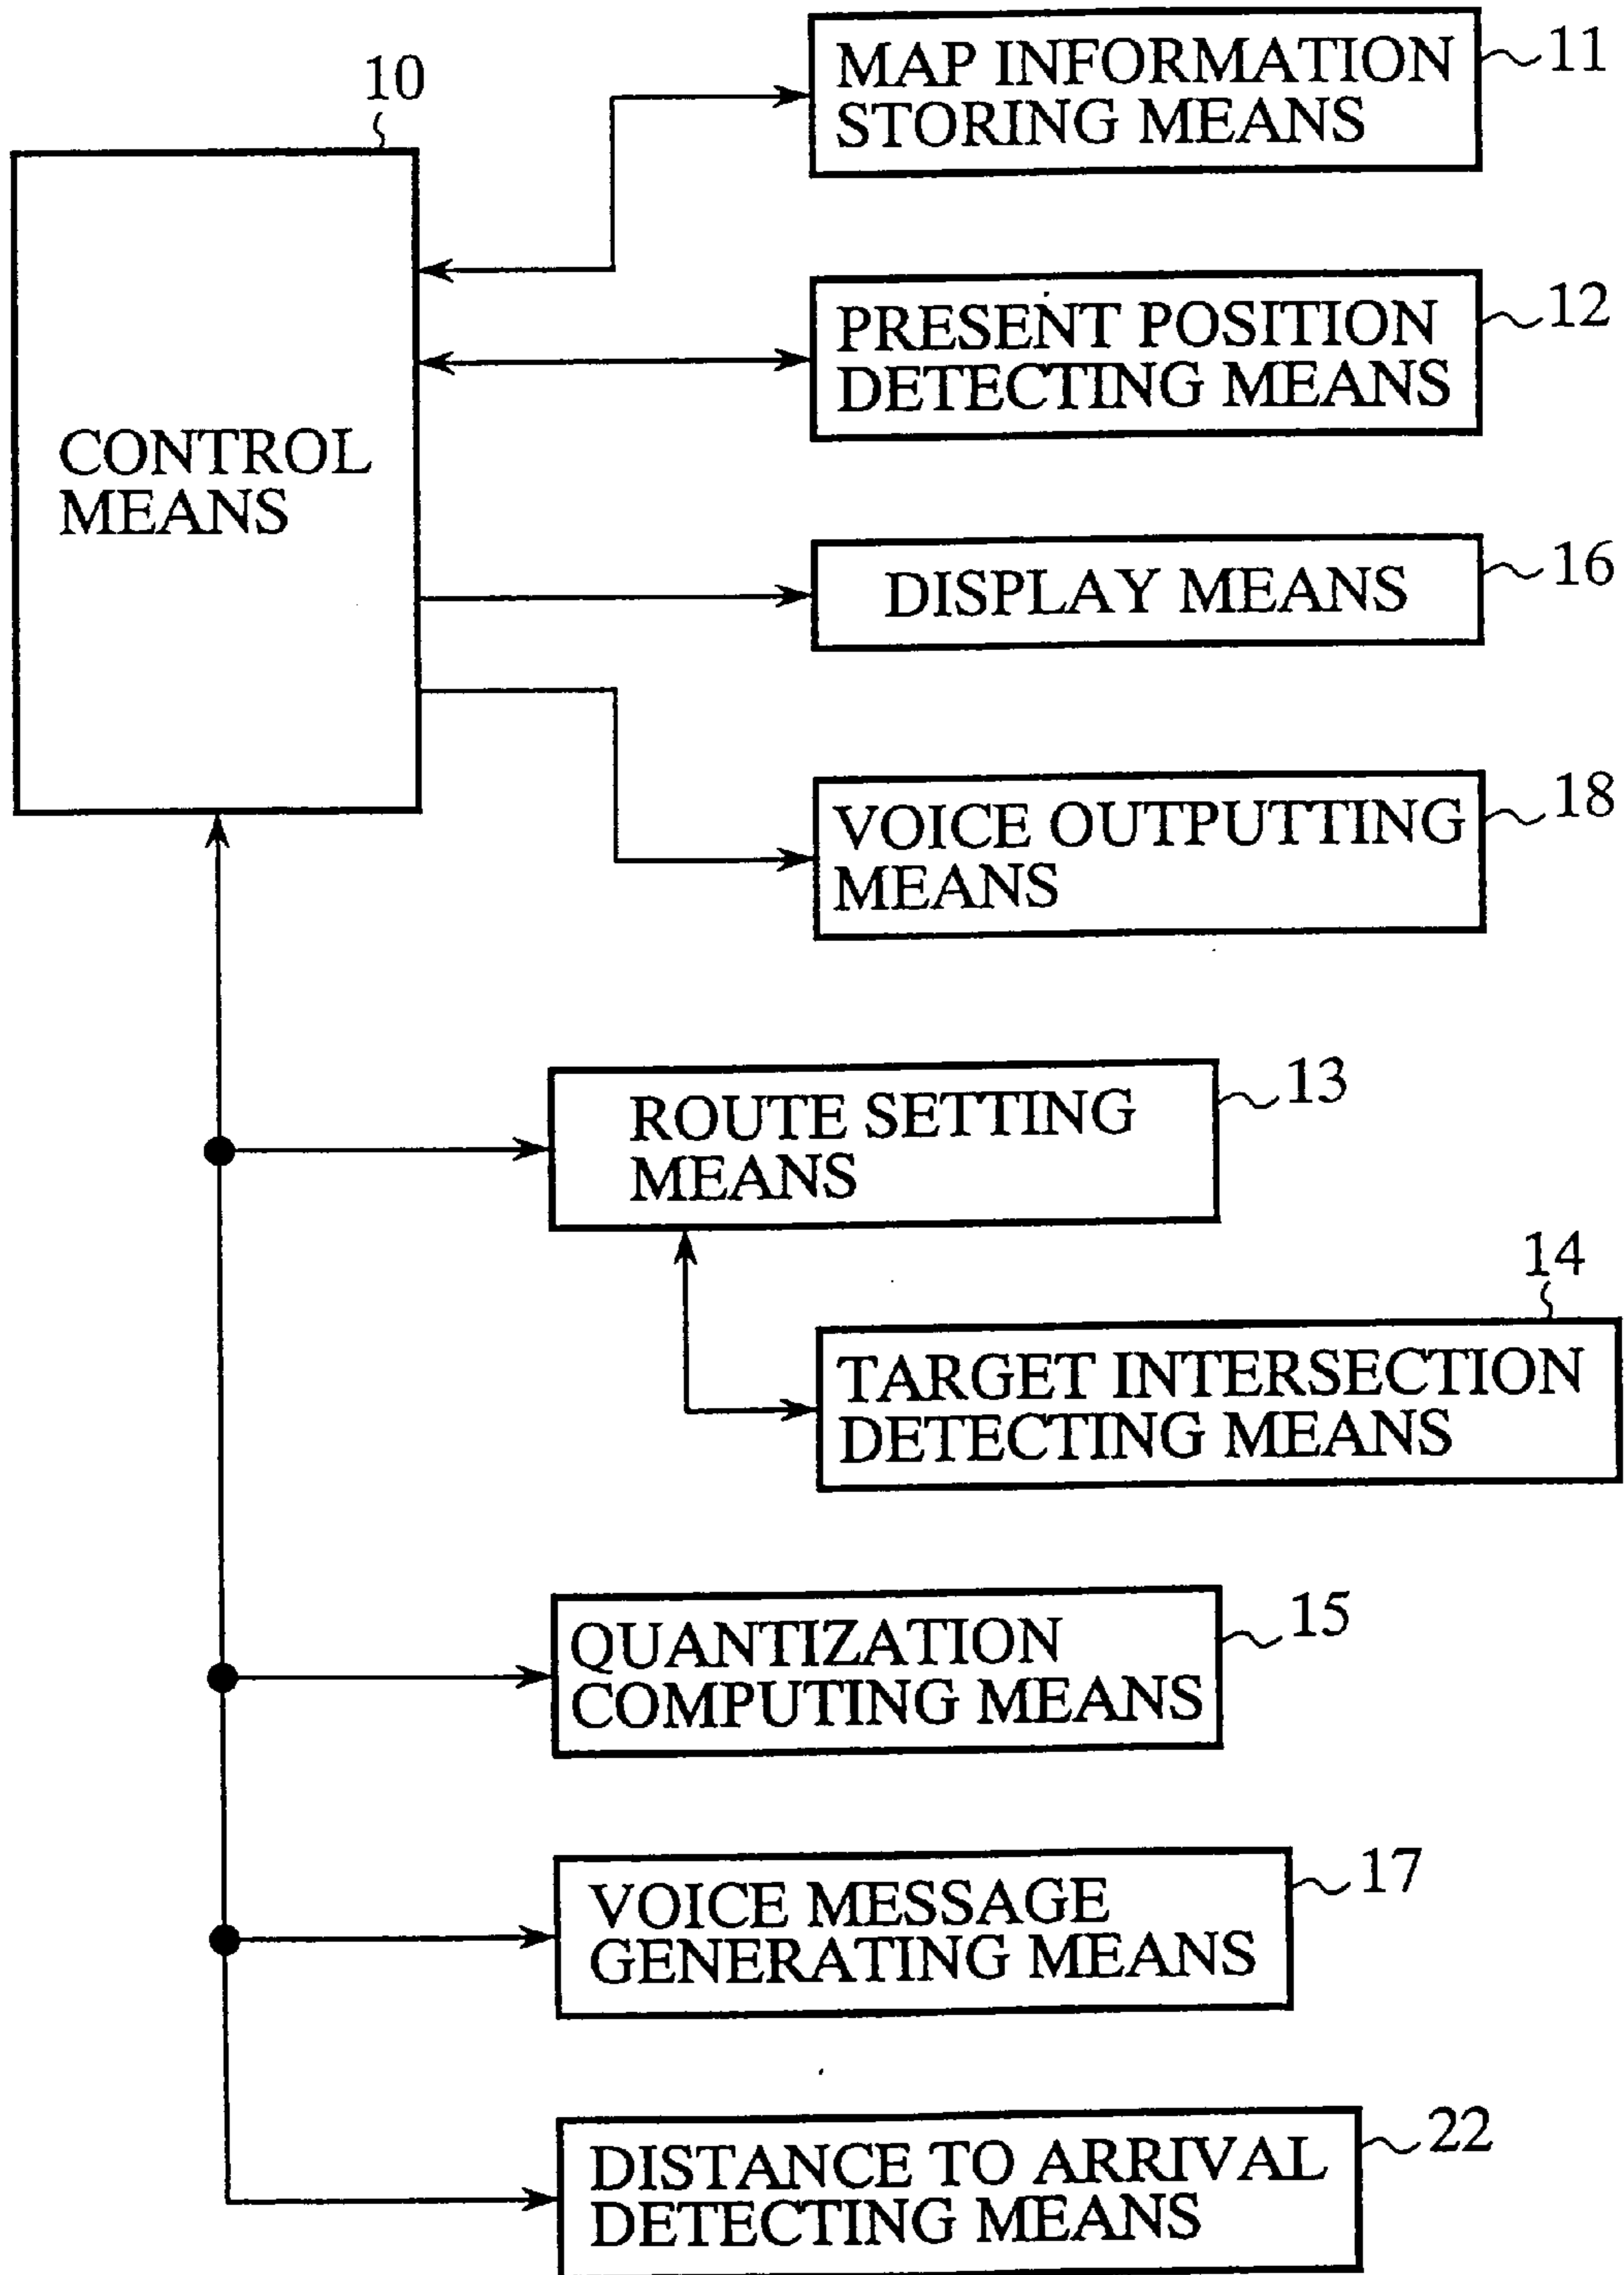 10
CONTROL
MEANS
MAP INFORMATION
STORING MEANS
11
PRESENT POSITION
DETECTING MEANS
12
DISPLAY MEANS
16
VOICE OUTPUTTING
MEANS
18
ROUTE SETTING
MEANS
13
14
TARGET INTERSECTION
DETECTING MEANS
QUANTIZATION
COMPUTING MEANS
15
VOICE MESSAGE
GENERATING MEANS
17
DISTANCE TO ARRIVAL
DETECTING MEANS
22